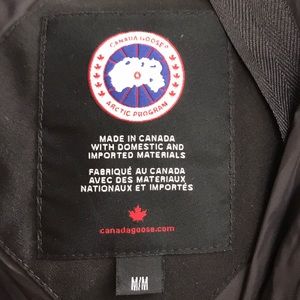 CANADA GOOSE
ARCTIC PROGRAM
MADE IN CANADA
WITH DOMESTIC AND
IMPORTED MATERIALS
FABRIQUÉ AU CANADA
AVEC DES MATERIAUX
NATIONAUX ET IMPORTÉS
canadagoose.com
M/M